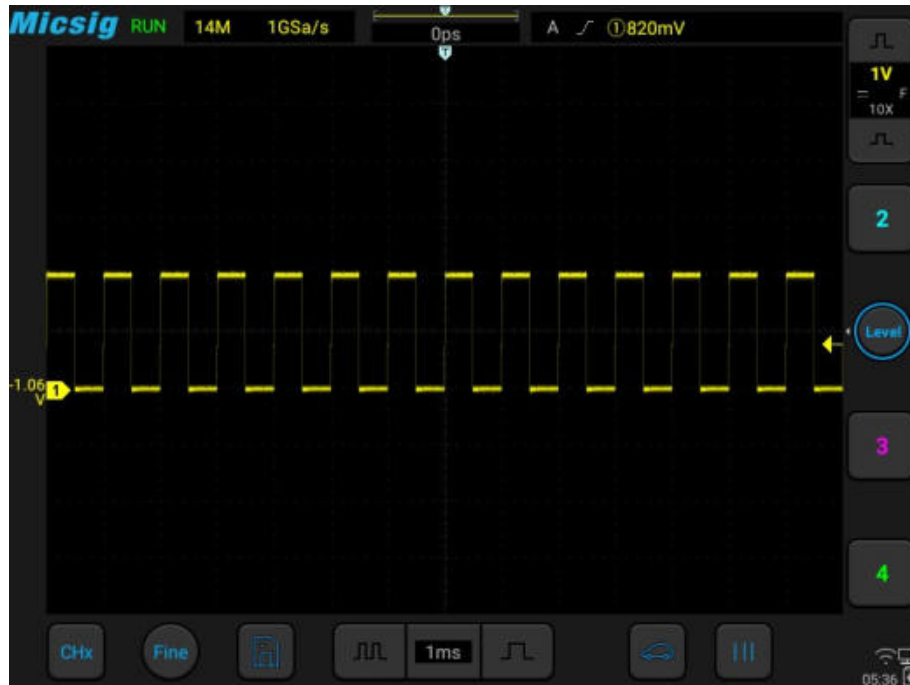 Micsig RUN 14M 1GSa/s 0ps A ①820mV
T
T
1V
F
10X
2
Level
-1.06
V
1
3
4
CHx Fine 1ms
05:36